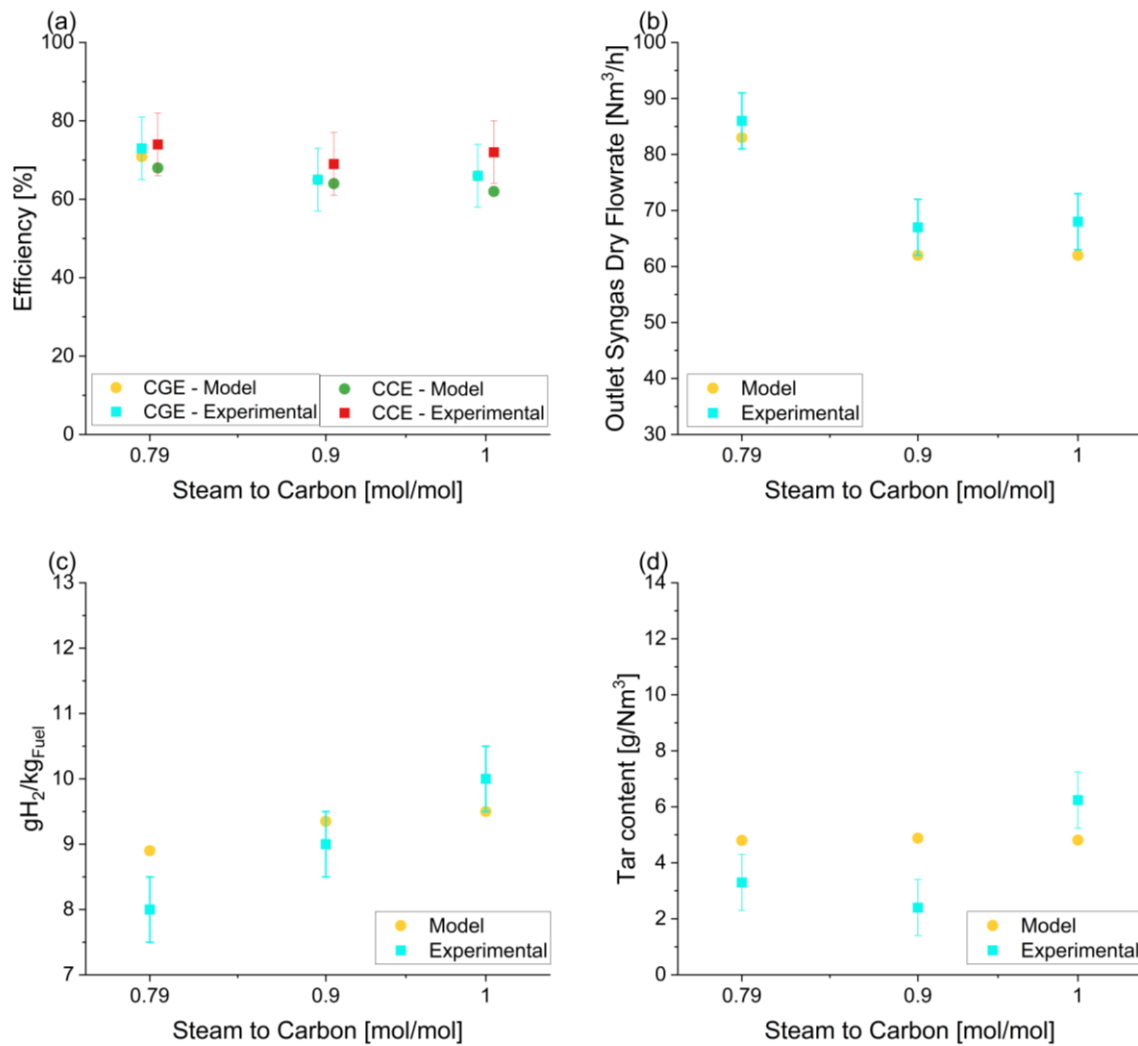 (a)
100
80
60
40
20
0
Efficiency [%]
CGE - Model
CGE - Experimental
CCE - Model
CCE - Experimental
0.79
0.9
1
Steam to Carbon [mol/mol]
(b)
100
90
80
70
60
50
40
30
Outlet Syngas Dry Flowrate [Nm³/h]
Model
Experimental
0.79
0.9
1
Steam to Carbon [mol/mol]
(c)
13
12
11
10
9
8
7
gH₂/kg_Fuel
Model
Experimental
0.79
0.9
1
Steam to Carbon [mol/mol]
(d)
14
12
10
8
6
4
2
0
Tar content [g/Nm³]
Model
Experimental
0.79
0.9
1
Steam to Carbon [mol/mol]